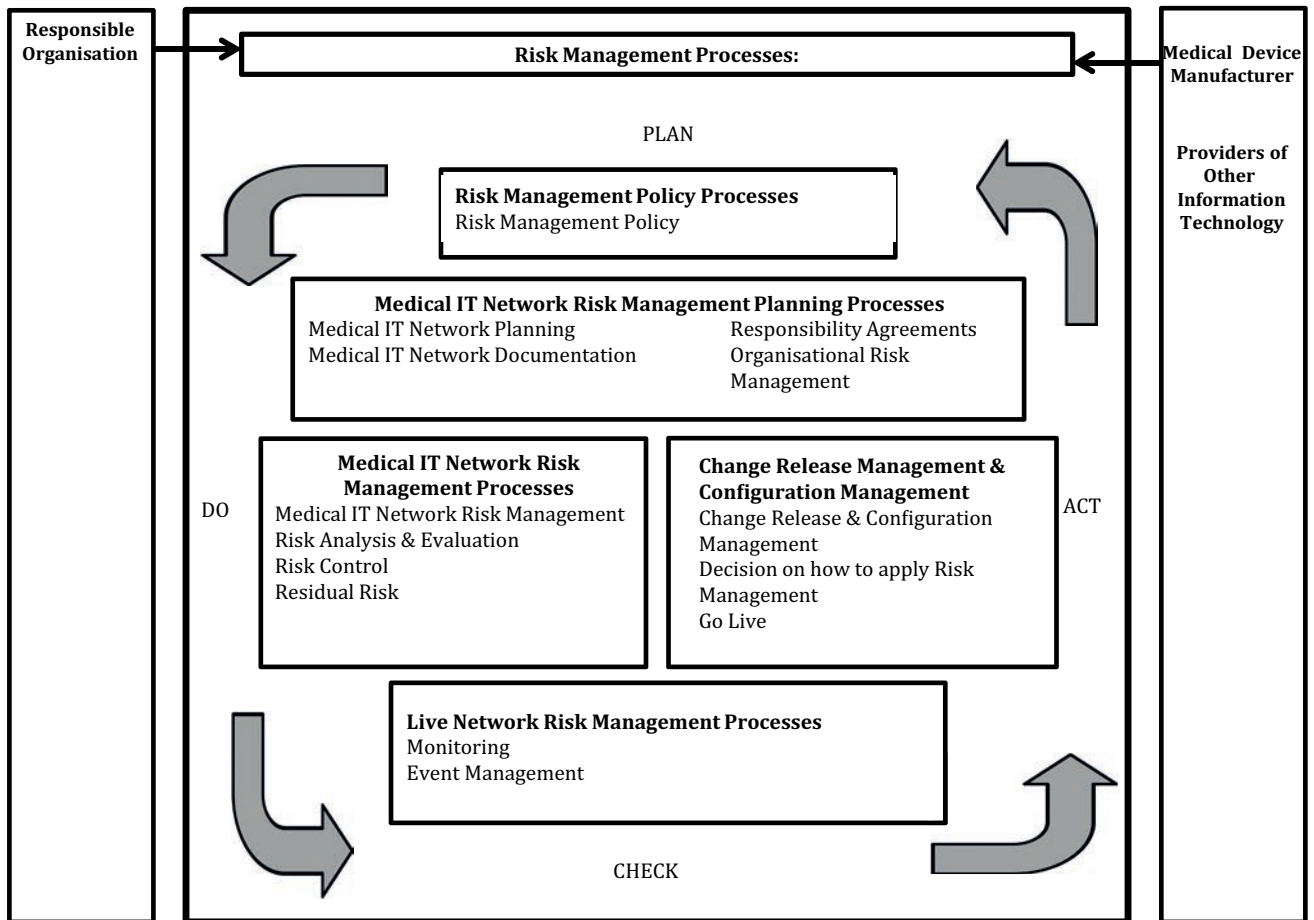 Responsible
Organisation
Risk Management Processes:
Medical Device
Manufacturer
Providers of
Other
Information
Technology
PLAN
Risk Management Policy Processes
Risk Management Policy
Medical IT Network Risk Management Planning Processes
Medical IT Network Planning
Medical IT Network Documentation
Responsibility Agreements
Organisational Risk
Management
DO
Medical IT Network Risk
Management Processes
Medical IT Network Risk Management
Risk Analysis & Evaluation
Risk Control
Residual Risk
Change Release Management &
Configuration Management
Change Release & Configuration
Management
Decision on how to apply Risk
Management
Go Live
ACT
Live Network Risk Management Processes
Monitoring
Event Management
CHECK